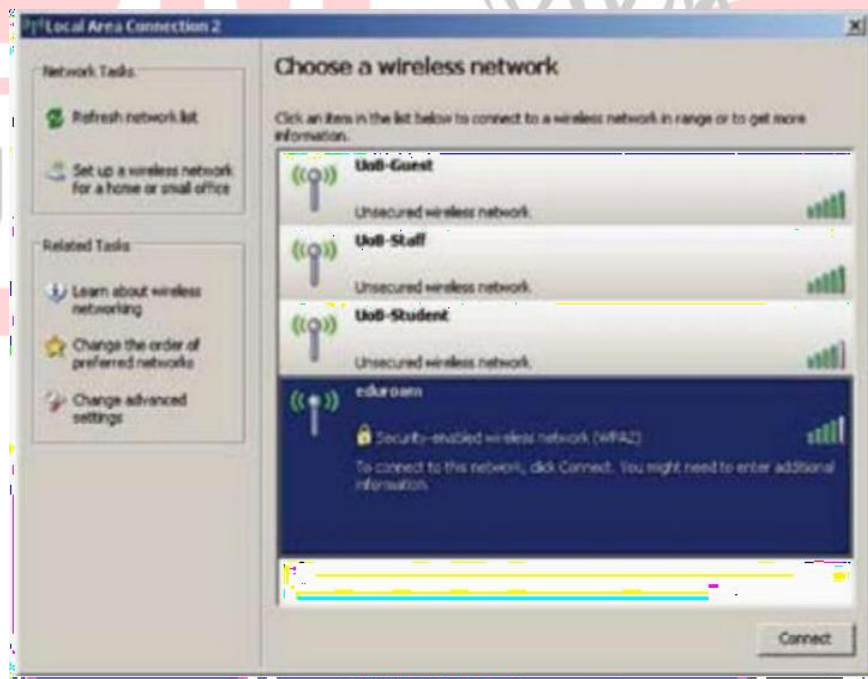 Local Area Connection 2
Network Tasks
Refresh network list
Set up a wireless network
for a home or small office
Related Tasks
Learn about wireless
networking
Change the order of
preferred networks
Change advanced
settings
Choose a wireless network
Click an item in the list below to connect to a wireless network in range or to get more
information.
UoB-Guest
Unsecured wireless network
UoB-Staff
Unsecured wireless network
UoB-Student
Unsecured wireless network
eduroam
Security-enabled wireless network (WPA2)
To connect to this network, click Connect. You might need to enter additional
information.
Connect